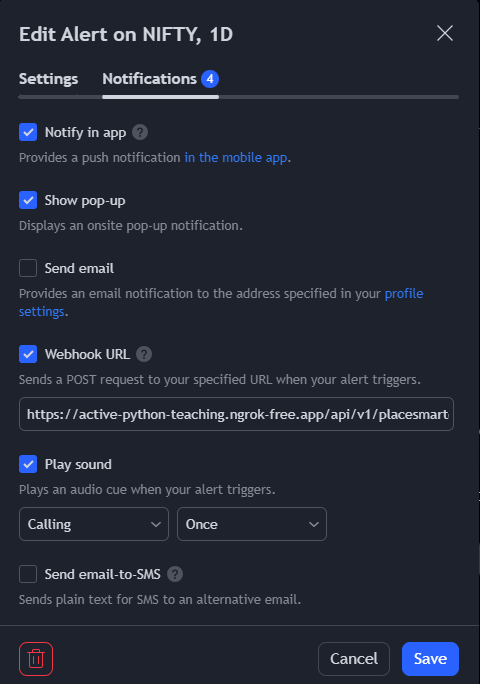 Edit Alert on NIFTY, 1D
Settings Notifications 4
Notify in app ?
Provides a push notification in the mobile app.
Show pop-up
Displays an onsite pop-up notification.
Send email
Provides an email notification to the address specified in your profile
settings.
Webhook URL ?
Sends a POST request to your specified URL when your alert triggers.
https://active-python-teaching.ngrok-free.app/api/v1/placesmart
Play sound
Plays an audio cue when your alert triggers.
Calling Once
Send email-to-SMS ?
Sends plain text for SMS to an alternative email.
Cancel Save